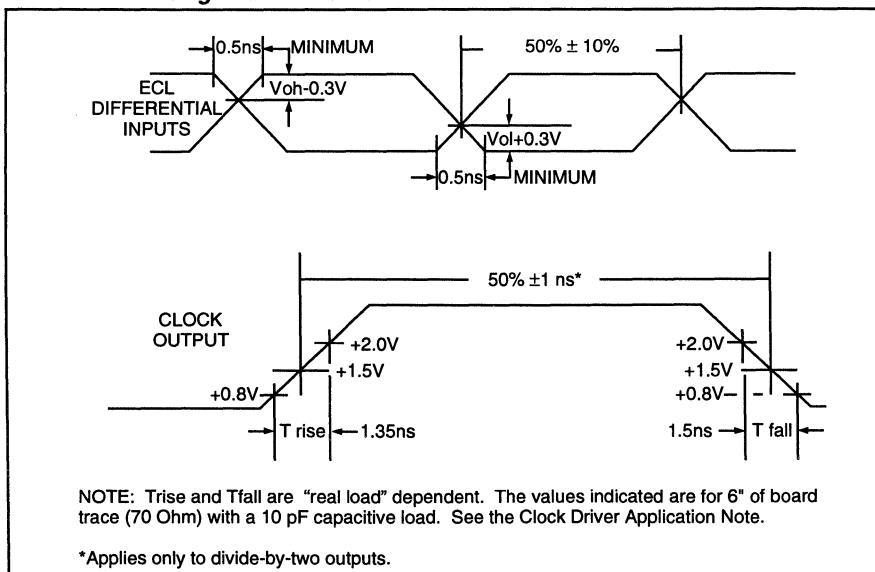 0.5ns MINIMUM 50% ± 10%
ECL Voh-0.3V
DIFFERENTIAL
INPUTS
Vol+0.3V
0.5ns MINIMUM
50% ±1 ns*
CLOCK
OUTPUT
+2.0V +2.0V
+1.5V +1.5V
+0.8V +0.8V
T rise 1.35ns 1.5ns T fall
NOTE: Trise and Tfall are "real load" dependent. The values indicated are for 6" of board
trace (70 Ohm) with a 10 pF capacitive load. See the Clock Driver Application Note.
*Applies only to divide-by-two outputs.